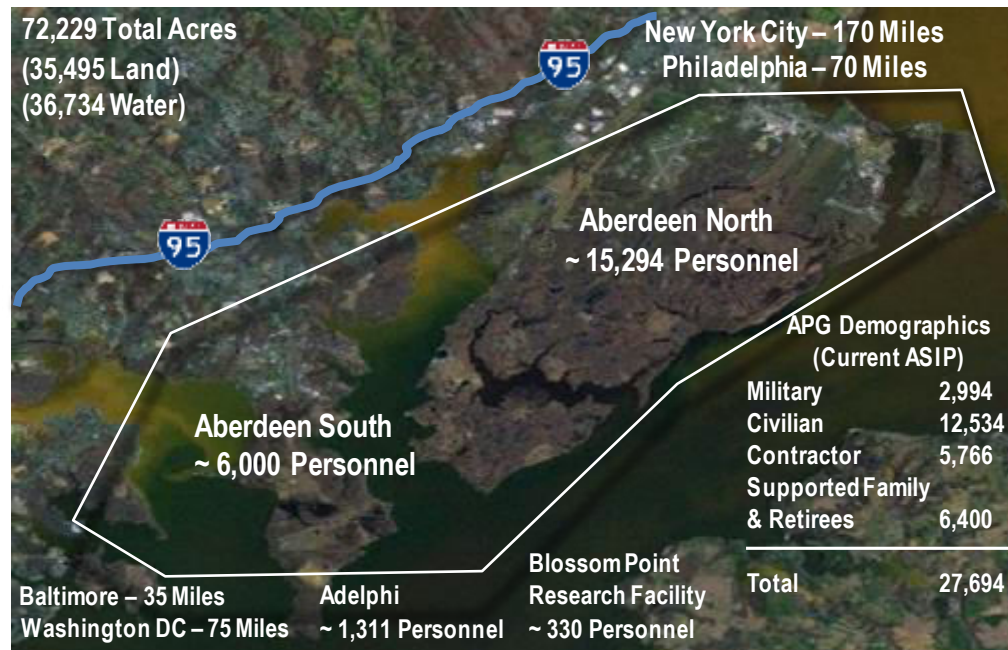 72,229 Total Acres
(35,495 Land)
(36,734 Water)
New York City – 170 Miles
Philadelphia – 70 Miles
95
95
Aberdeen North
~ 15,294 Personnel
Aberdeen South
~ 6,000 Personnel
APG Demographics
(Current ASIP)
Military 2,994
Civilian 12,534
Contractor 5,766
Supported Family
& Retirees 6,400
Total 27,694
Baltimore – 35 Miles
Washington DC – 75 Miles
Adelphi
~ 1,311 Personnel
Blossom Point
Research Facility
~ 330 Personnel